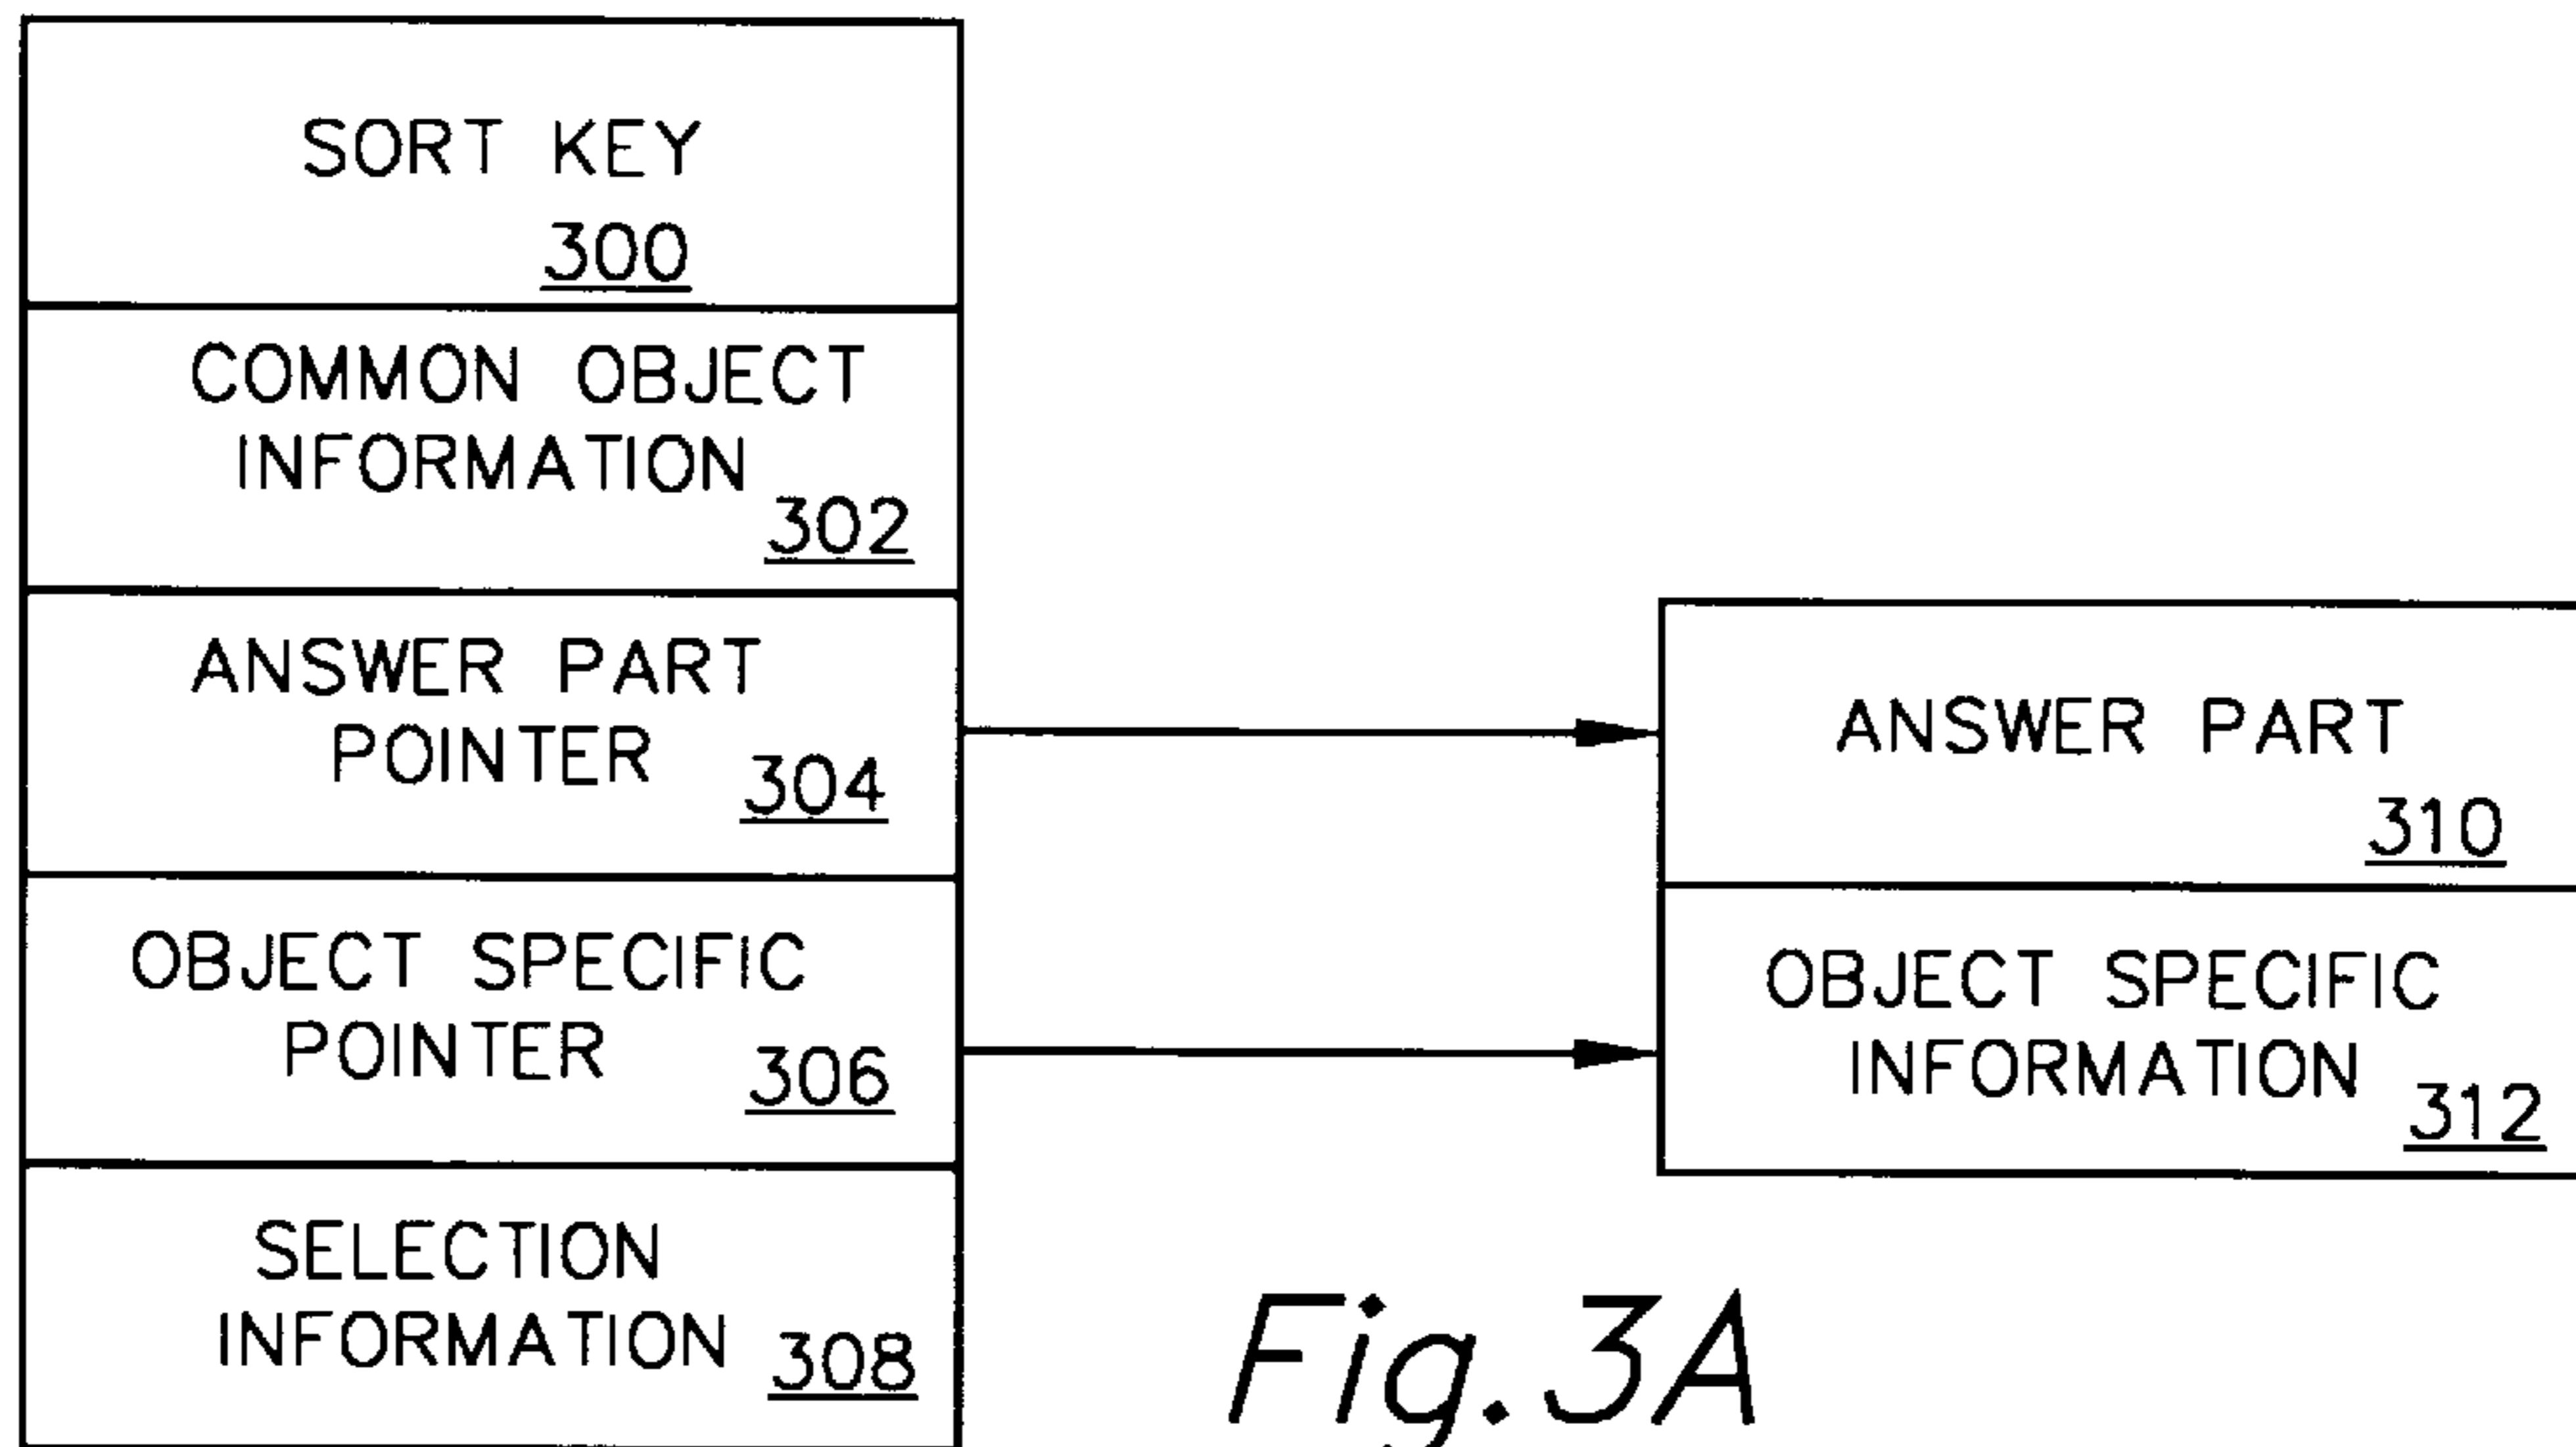 SORT KEY
300
COMMON OBJECT
INFORMATION
302
ANSWER PART
POINTER
304
OBJECT SPECIFIC
POINTER
306
SELECTION
INFORMATION
308
ANSWER PART
310
OBJECT SPECIFIC
INFORMATION
312
Fig. 3A